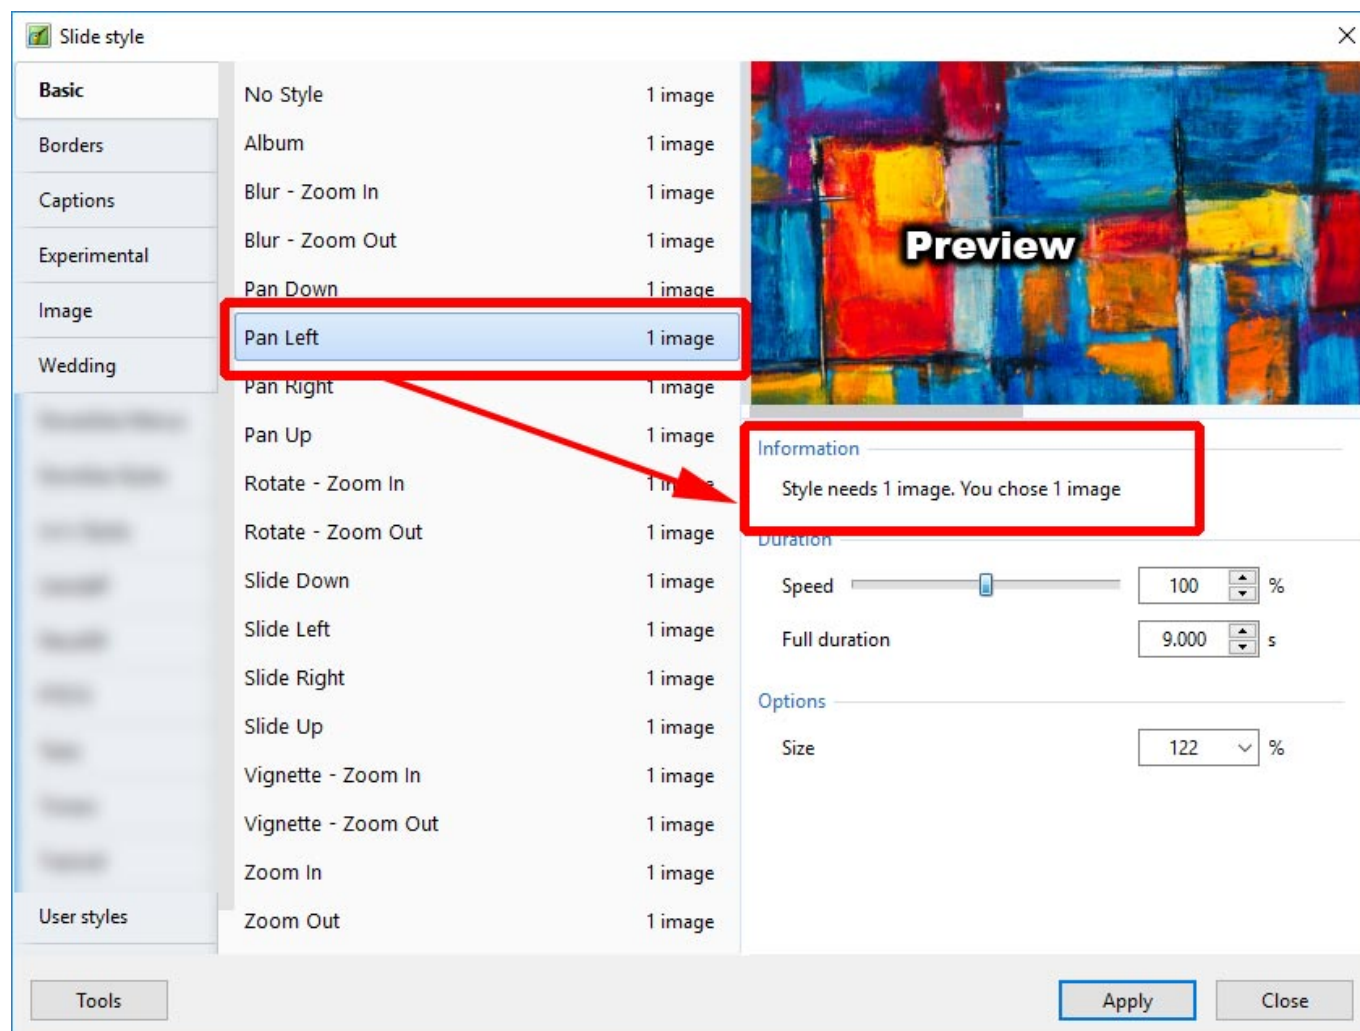 Slide style
Basic
Borders
Captions
Experimental
Image
Wedding
User styles
No Style 1 image
Album 1 image
Blur - Zoom In 1 image
Blur - Zoom Out 1 image
Pan Down 1 image
Pan Left 1 image
Pan Right 1 image
Pan Up 1 image
Rotate - Zoom In 1 image
Rotate - Zoom Out 1 image
Slide Down 1 image
Slide Left 1 image
Slide Right 1 image
Slide Up 1 image
Vignette - Zoom In 1 image
Vignette - Zoom Out 1 image
Zoom In 1 image
Zoom Out 1 image
Preview
Information
Style needs 1 image. You chose 1 image
Duration
Speed 100 %
Full duration 9.000 s
Options
Size 122 %
Tools
Apply
Close